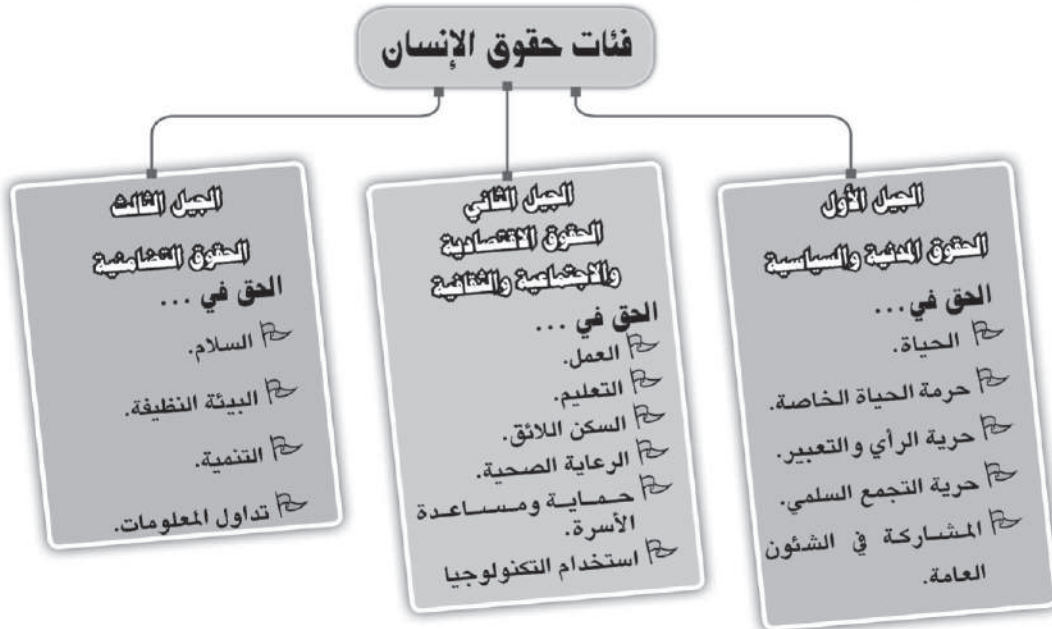 فئات حقوق الإنسان
الجيل الأول
الحقوق المدنية والسياسية
الحق في...
الحياة.
حرمة الحياة الخاصة.
حرية الرأي والتعبير.
حرية التجمع السلمي.
المشاركة في الشئون
العامة.
الجيل الثاني
الحقوق الاقتصادية
والاجتماعية والثقافية
الحق في ...
العمل.
التعليم.
السكن اللائق.
الرعاية الصحية.
حماية ومساعدة
الأسرة.
استخدام التكنولوجيا
الجيل الثالث
الحقوق التضامنية
الحق في ...
السلام.
البيئة النظيفة.
التنمية.
تداول المعلومات.